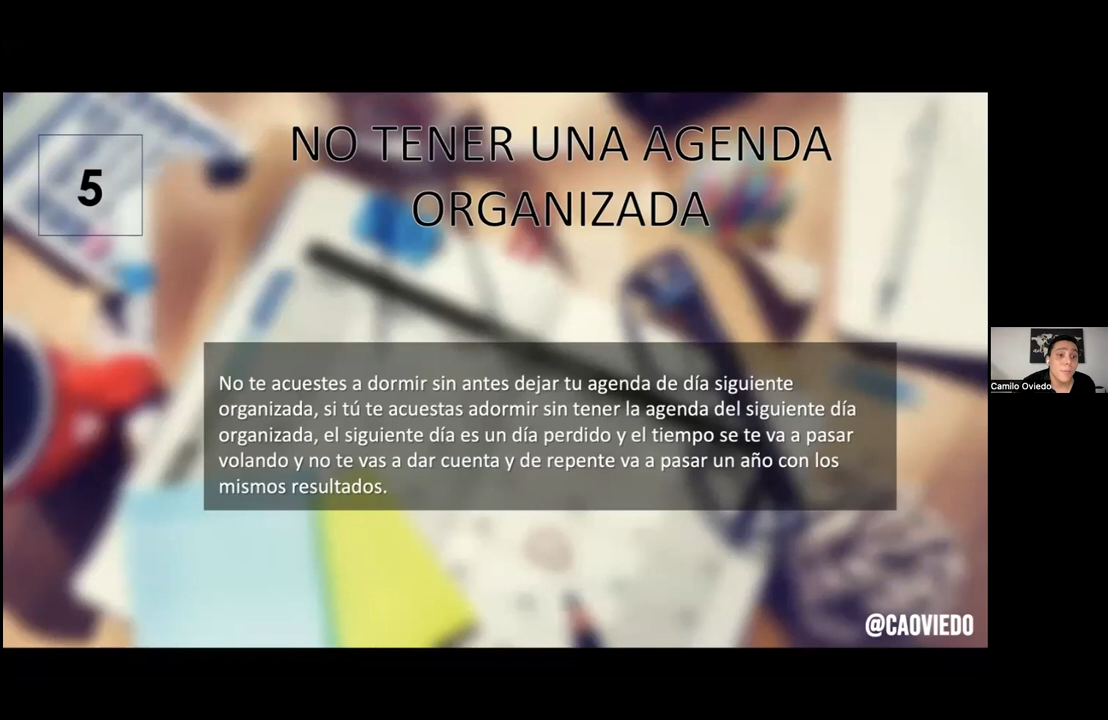 5
NO TENER UNA AGENDA
ORGANIZADA
No te acuestes a dormir sin antes dejar tu agenda de día siguiente
organizada, si tú te acuestas adormir sin tener la agenda del siguiente día
organizada, el siguiente día es un día perdido y el tiempo se te va a pasar
volando y no te vas a dar cuenta y de repente va a pasar un año con los
mismos resultados.
Camilo Oviedo
@CAOVIEDO